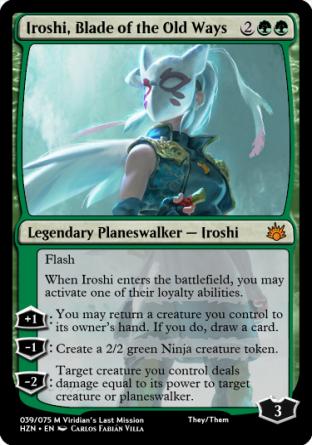 Iroshi, Blade of the Old Ways 2
Legendary Planeswalker — Iroshi
Flash
When Iroshi enters the battlefield, you may
activate one of their loyalty abilities.
+1: You may return a creature you control to
its owner's hand. If you do, draw a card.
-1: Create a 2/2 green Ninja creature token.
-2: Target creature you control deals
damage equal to its power to target
creature or planeswalker.
3
039/075 M Viridian's Last Mission They/Them
HZN • EN Carlos Fabián Villa